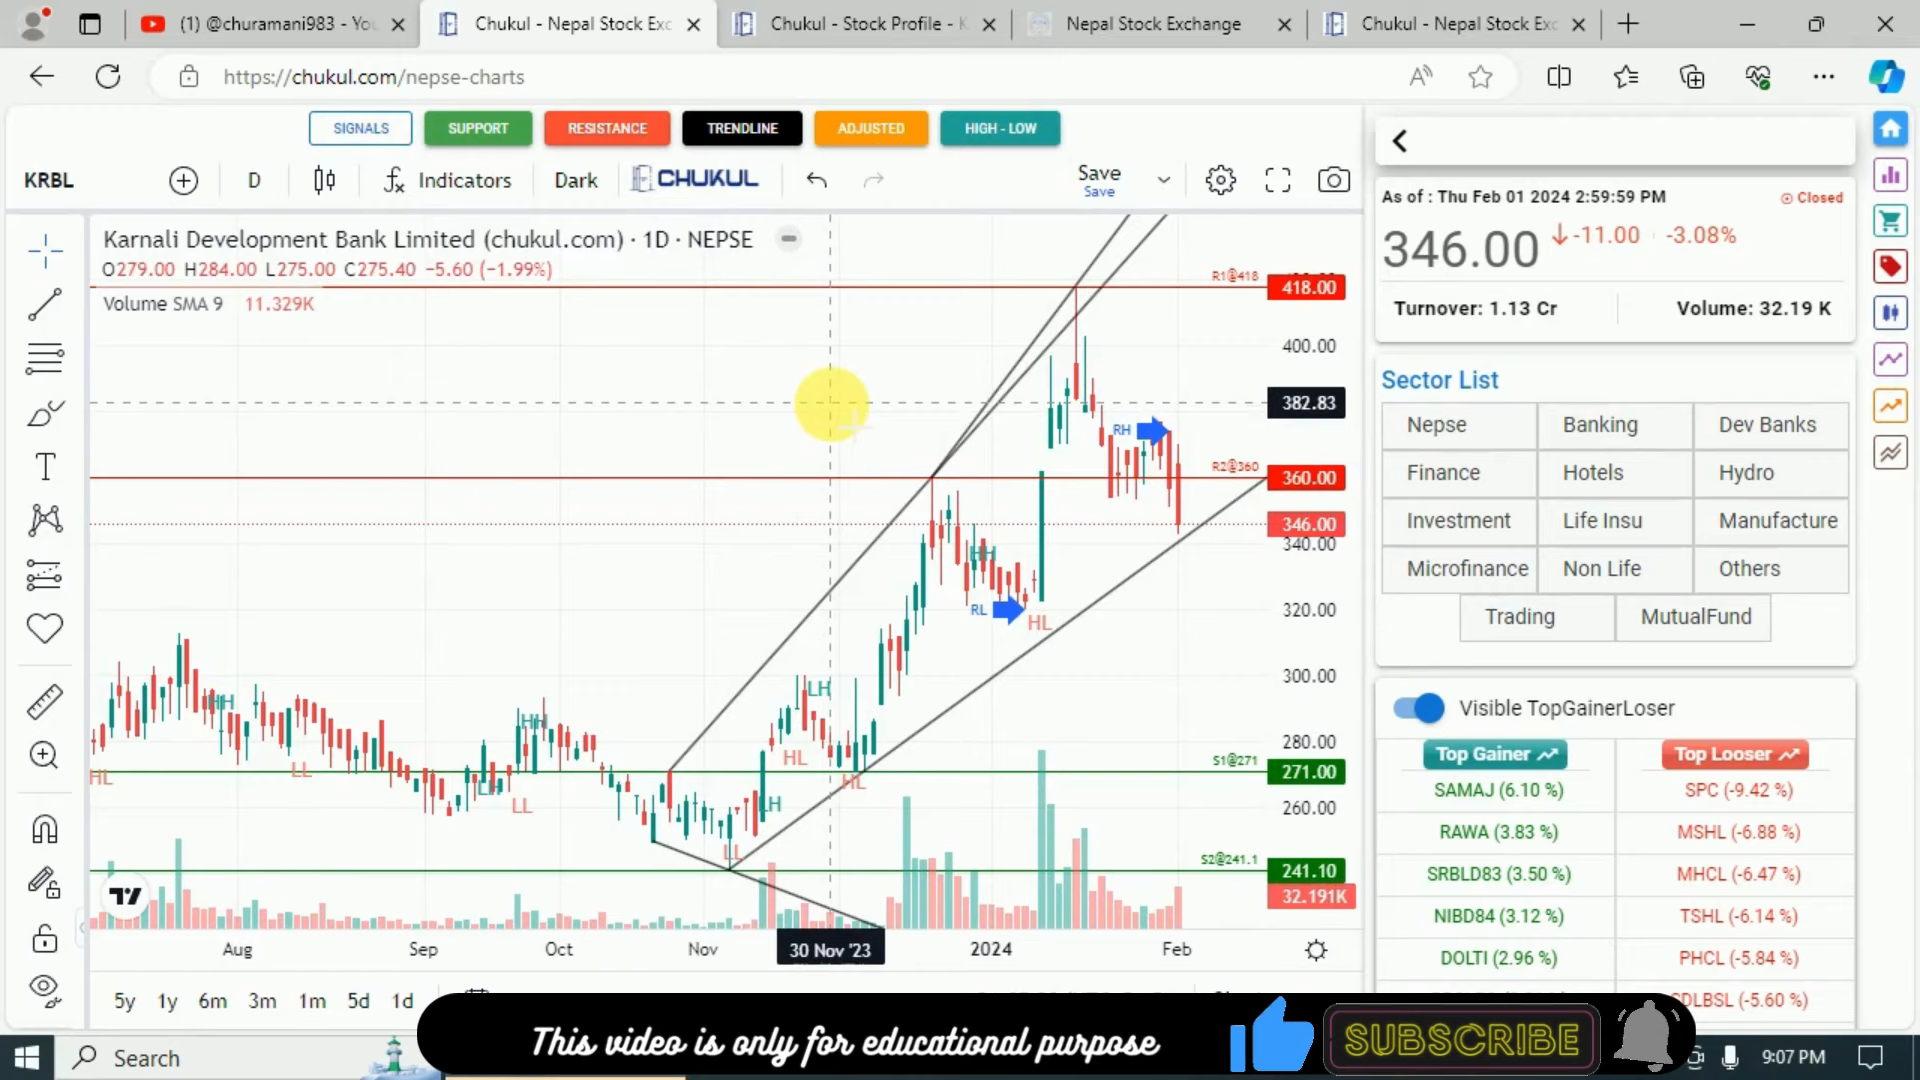 (1) @churamani983 - You
Chukul - Nepal Stock Exc
Chukul - Stock Profile - K
Nepal Stock Exchange
Chukul - Nepal Stock Exc
https://chukul.com/nepse-charts
SIGNALS
SUPPORT
RESISTANCE
TRENDLINE
ADJUSTED
HIGH - LOW
KRBL
D
Indicators
Dark
CHUKUL
Save
Save
Karnali Development Bank Limited (chukul.com) · 1D · NEPSE
O279.00 H284.00 L275.00 C275.40 −5.60 (−1.99%)
Volume SMA 9 11.329K
R1@418
418.00
400.00
382.83
RH
R2@360
360.00
346.00
340.00
HH
RL
HL
320.00
300.00
LH
HH
HH
280.00
HL
LL
HL
HL
S1@271
271.00
LH
LL
LH
260.00
LL
S2@241.1
241.10
32.191K
Aug
Sep
Oct
Nov
30 Nov '23
2024
Feb
5y 1y 6m 3m 1m 5d 1d
As of : Thu Feb 01 2024 2:59:59 PM
Closed
346.00
-11.00
-3.08%
Turnover: 1.13 Cr
Volume: 32.19 K
Sector List
Nepse Banking Dev Banks
Finance Hotels Hydro
Investment Life Insu Manufacture
Microfinance Non Life Others
Trading MutualFund
Visible TopGainerLoser
Top Gainer
Top Looser
SAMAJ (6.10 %) SPC (-9.42 %)
RAWA (3.83 %) MSHL (-6.88 %)
SRBLD83 (3.50 %) MHCL (-6.47 %)
NIBD84 (3.12 %) TSHL (-6.14 %)
DOLTI (2.96 %) PHCL (-5.84 %)
DLBSL (-5.60 %)
This video is only for educational purpose
SUBSCRIBE
Search
9:07 PM